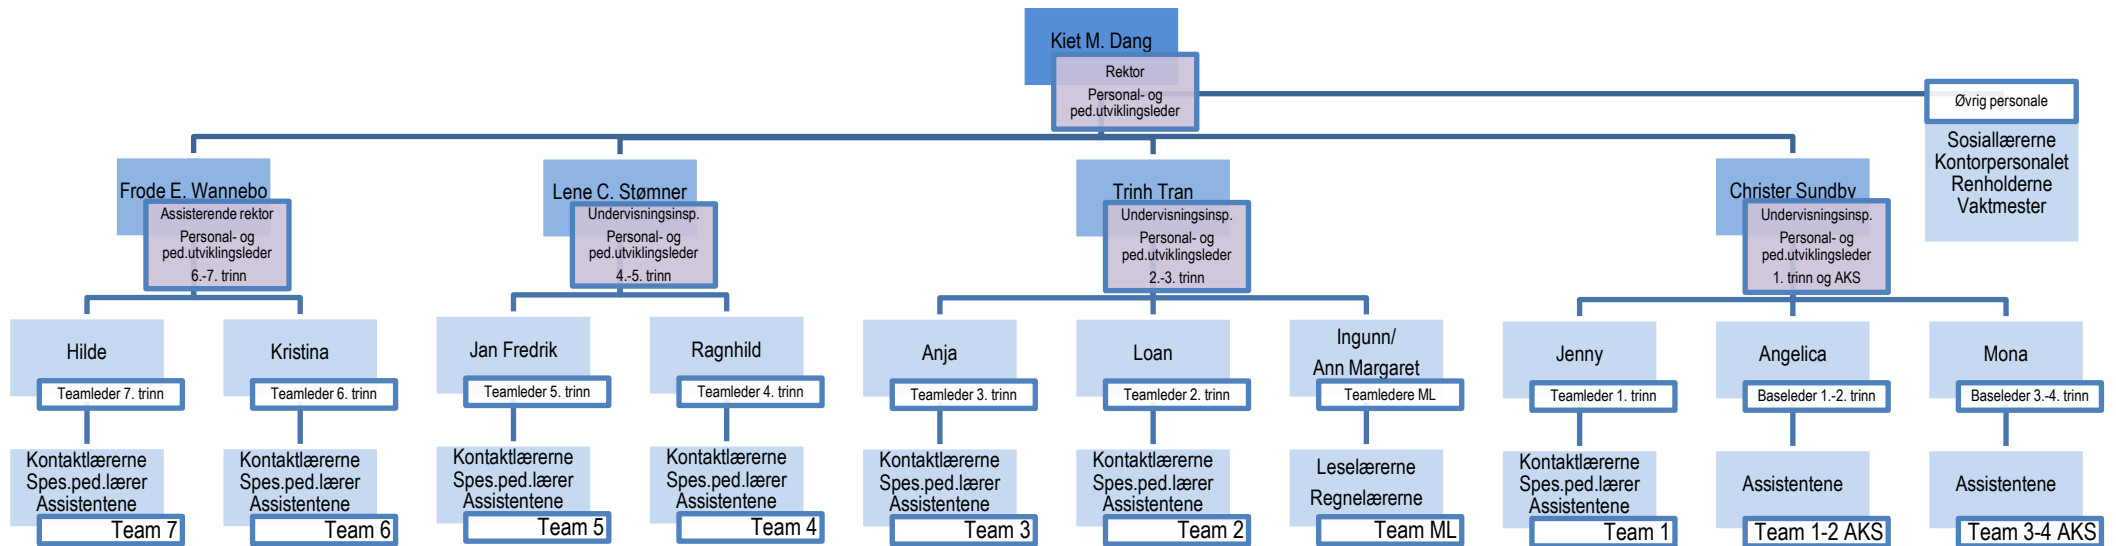 Kiet M. Dang
Rektor
Personal- og
ped.utviklingsleder
Øvrig personale
Sosiallærerne
Kontorpersonalet
Renholderne
Vaktmester
Frode E. Wannebo
Assisterende rektor
Personal- og
ped.utviklingsleder
6.-7. trinn
Lene C. Stømner
Undervisningsinsp.
Personal- og
ped.utviklingsleder
4.-5. trinn
Trinh Tran
Undervisningsinsp.
Personal- og
ped.utviklingsleder
2.-3. trinn
Christer Sundby
Undervisningsinsp.
Personal- og
ped.utviklingsleder
1. trinn og AKS
Hilde
Teamleder 7. trinn
Kristina
Teamleder 6. trinn
Jan Fredrik
Teamleder 5. trinn
Ragnhild
Teamleder 4. trinn
Anja
Teamleder 3. trinn
Loan
Teamleder 2. trinn
Ingunn/
Ann Margaret
Teamledere ML
Jenny
Teamleder 1. trinn
Angelica
Baseleder 1.-2. trinn
Mona
Baseleder 3.-4. trinn
Kontaktlærerne
Spes.ped.lærer
Assistentene
Team 7
Kontaktlærerne
Spes.ped.lærer
Assistentene
Team 6
Kontaktlærerne
Spes.ped.lærer
Assistentene
Team 5
Kontaktlærerne
Spes.ped.lærer
Assistentene
Team 4
Kontaktlærerne
Spes.ped.lærer
Assistentene
Team 3
Kontaktlærerne
Spes.ped.lærer
Assistentene
Team 2
Leselærerne
Regnelærerne
Team ML
Kontaktlærerne
Spes.ped.lærer
Assistentene
Team 1
Assistentene
Team 1-2 AKS
Assistentene
Team 3-4 AKS